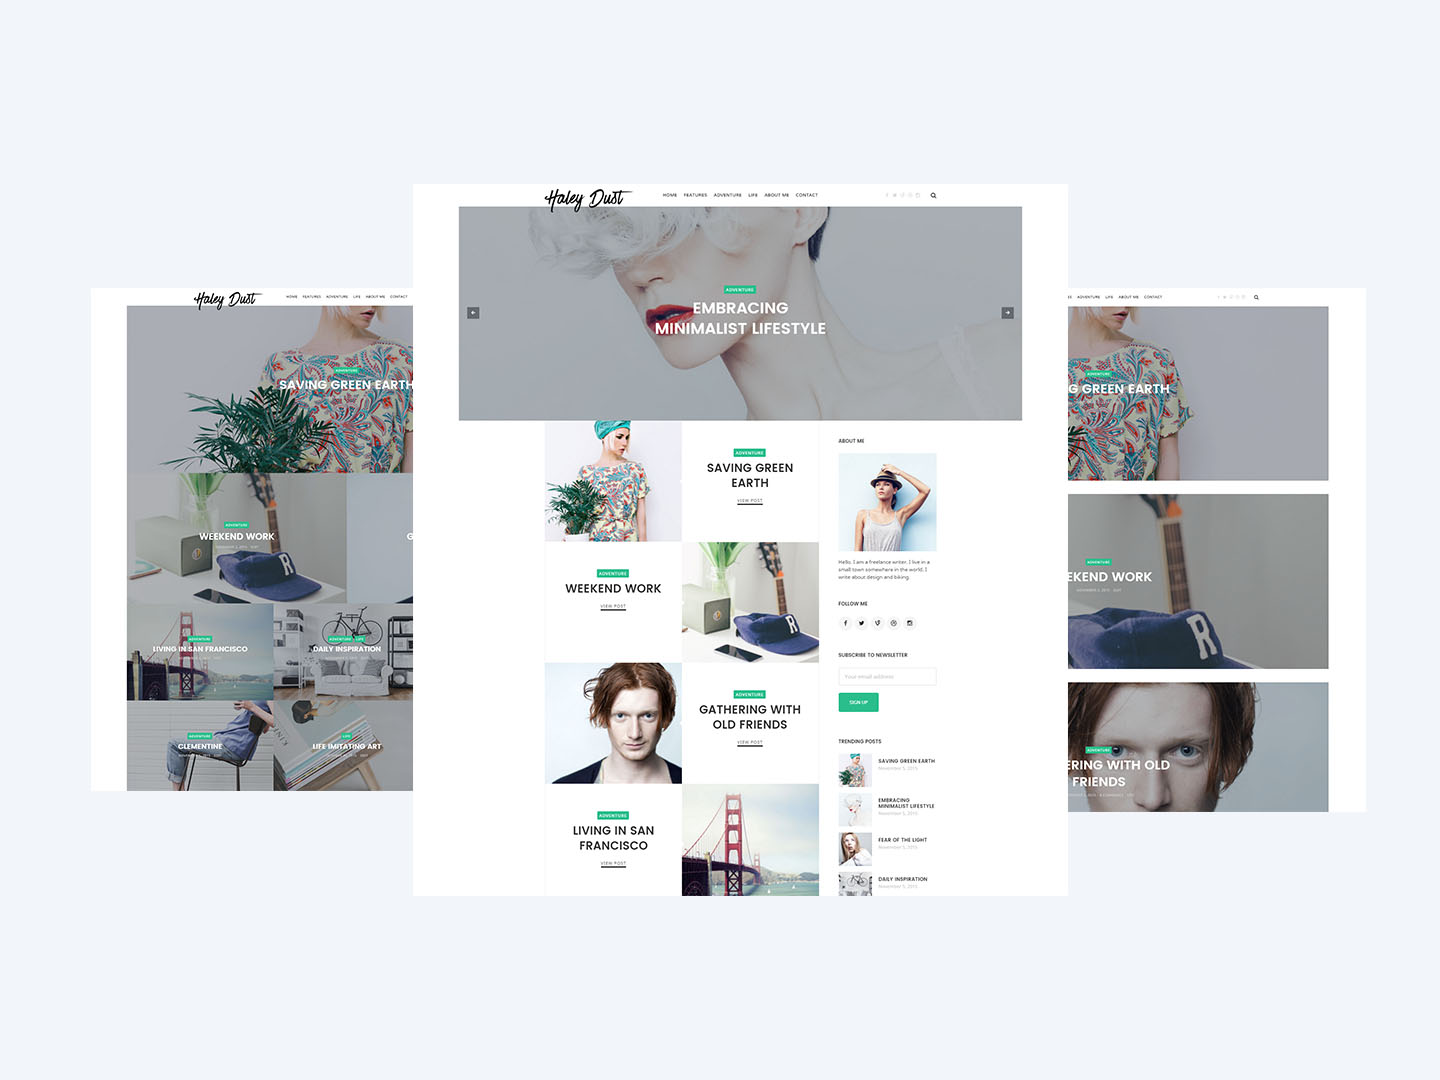 Haley Dust
HOME FEATURES ADVENTURE LIFE ABOUT ME CONTACT
ADVENTURE
EMBRACING
MINIMALIST LIFESTYLE
ADVENTURE
SAVING GREEN
EARTH
VIEW POST
ADVENTURE
WEEKEND WORK
VIEW POST
R
ADVENTURE
GATHERING WITH
OLD FRIENDS
VIEW POST
ADVENTURE
LIVING IN SAN
FRANCISCO
VIEW POST
ABOUT ME
Hello, I am a freelance writer. I live in a
small town somewhere in the world. I
write about design and biking.
FOLLOW ME
SUBSCRIBE TO NEWSLETTER
Your email address
SIGN UP
TRENDING POSTS
SAVING GREEN EARTH
November 5, 2015
EMBRACING
MINIMALIST LIFESTYLE
November 5, 2015
FEAR OF THE LIGHT
November 5, 2015
DAILY INSPIRATION
November 5, 2015
Haley Dust
HOME FEATURES ADVENTURE LIFE ABOUT ME CONTACT
ADVENTURE
SAVING GREEN EARTH
ADVENTURE
WEEKEND WORK
G
R
ADVENTURE
LIVING IN SAN FRANCISCO
ADVENTURE LIFE
DAILY INSPIRATION
ADVENTURE
CLEMENTINE
LIFE
LIFE IMITATING ART
ES ADVENTURE LIFE ABOUT ME CONTACT
ADVENTURE
G GREEN EARTH
ADVENTURE
EKEND WORK
R
ADVENTURE
ERING WITH OLD
FRIENDS